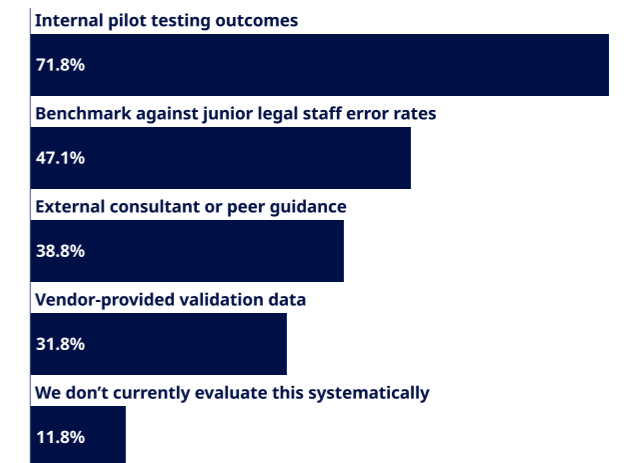 Internal pilot testing outcomes
71.8%
Benchmark against junior legal staff error rates
47.1%
External consultant or peer guidance
38.8%
Vendor-provided validation data
31.8%
We don’t currently evaluate this systematically
11.8%